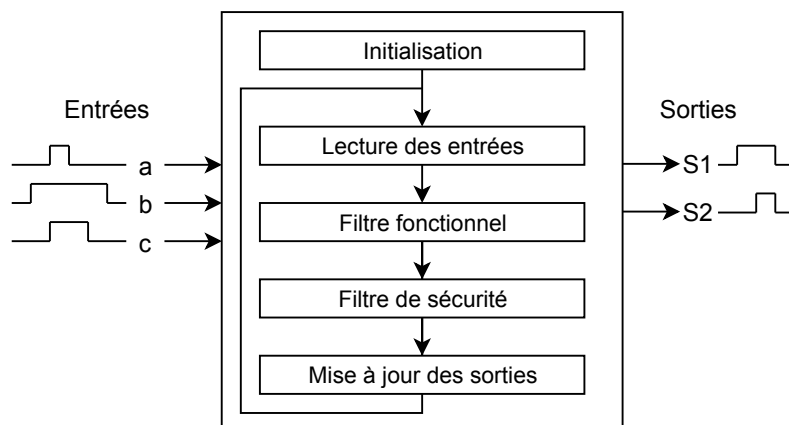 Initialisation
Entrées
Sorties
a
Lecture des entrées
S1
b
Filtre fonctionnel
S2
c
Filtre de sécurité
Mise à jour des sorties